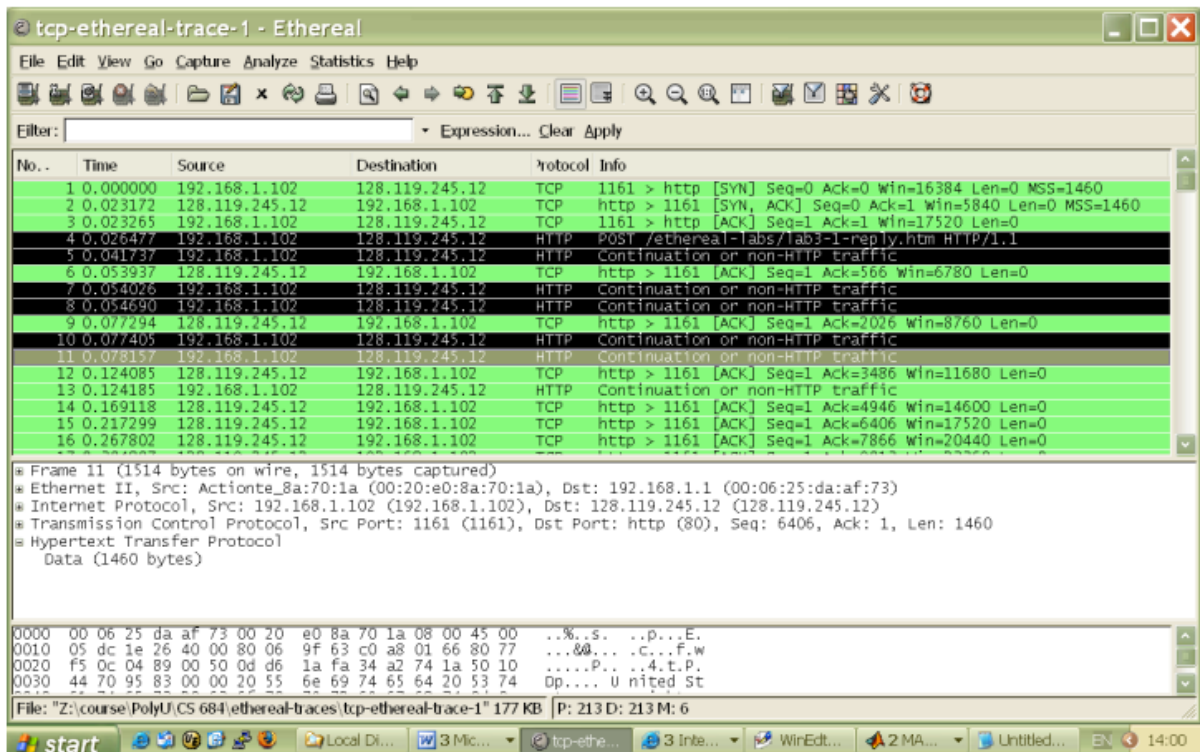 tcp-ethereal-trace-1 - Ethereal
File Edit View Go Capture Analyze Statistics Help
Filter: Expression... Clear Apply
No. . Time Source Destination Protocol Info
1 0.000000 192.168.1.102 128.119.245.12 TCP 1161 > http [SYN] Seq=0 Ack=0 Win=16384 Len=0 MSS=1460
2 0.023172 128.119.245.12 192.168.1.102 TCP http > 1161 [SYN, ACK] Seq=0 Ack=1 Win=5840 Len=0 MSS=1460
3 0.023265 192.168.1.102 128.119.245.12 TCP 1161 > http [ACK] Seq=1 Ack=1 Win=17520 Len=0
4 0.026477 192.168.1.102 128.119.245.12 HTTP POST /ethereal-labs/lab3-1-reply.htm HTTP/1.1
5 0.041737 192.168.1.102 128.119.245.12 HTTP Continuation or non-HTTP traffic
6 0.053937 128.119.245.12 192.168.1.102 TCP http > 1161 [ACK] Seq=1 Ack=566 Win=6780 Len=0
7 0.054026 192.168.1.102 128.119.245.12 HTTP Continuation or non-HTTP traffic
8 0.054690 192.168.1.102 128.119.245.12 HTTP Continuation or non-HTTP traffic
9 0.077294 128.119.245.12 192.168.1.102 TCP http > 1161 [ACK] Seq=1 Ack=2026 Win=8760 Len=0
10 0.077405 192.168.1.102 128.119.245.12 HTTP Continuation or non-HTTP traffic
11 0.078157 192.168.1.102 128.119.245.12 HTTP Continuation or non-HTTP traffic
12 0.124085 128.119.245.12 192.168.1.102 TCP http > 1161 [ACK] Seq=1 Ack=3486 Win=11680 Len=0
13 0.124185 192.168.1.102 128.119.245.12 HTTP Continuation or non-HTTP traffic
14 0.169118 128.119.245.12 192.168.1.102 TCP http > 1161 [ACK] Seq=1 Ack=4946 Win=14600 Len=0
15 0.217299 128.119.245.12 192.168.1.102 TCP http > 1161 [ACK] Seq=1 Ack=6406 Win=17520 Len=0
16 0.267802 128.119.245.12 192.168.1.102 TCP http > 1161 [ACK] Seq=1 Ack=7866 Win=20440 Len=0
Frame 11 (1514 bytes on wire, 1514 bytes captured)
Ethernet II, Src: Actionte_8a:70:1a (00:20:e0:8a:70:1a), Dst: 192.168.1.1 (00:06:25:da:af:73)
Internet Protocol, Src: 192.168.1.102 (192.168.1.102), Dst: 128.119.245.12 (128.119.245.12)
Transmission Control Protocol, Src Port: 1161 (1161), Dst Port: http (80), Seq: 6406, Ack: 1, Len: 1460
Hypertext Transfer Protocol
Data (1460 bytes)
0000 00 06 25 da af 73 00 20 e0 8a 70 1a 08 00 45 00 ..%..s. ..p...E.
0010 05 dc 1e 26 40 00 80 06 9f 63 c0 a8 01 66 80 77 ...&@... .c...f.w
0020 f5 0c 04 89 00 50 0d d6 1a fa 34 a2 74 1a 50 10 .....P.. ..4.t.P.
0030 44 70 95 83 00 00 20 55 6e 69 74 65 64 20 53 74 Dp.... U nited St
File: "Z:\course\PolyU\CS 684\ethereal-traces\tcp-ethereal-trace-1" 177 KB P: 213 D: 213 M: 6
start Local Di... 3 Mic... tcp-ethe... 3 Inte... WinEdt... 2 MA... Untitled... EN 14:00